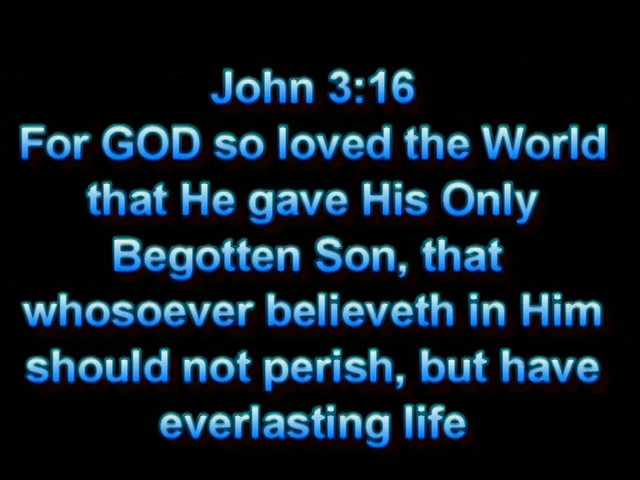 John 3:16
For GOD so loved the World
that He gave His Only
Begotten Son, that
whosoever believeth in Him
should not perish, but have
everlasting life